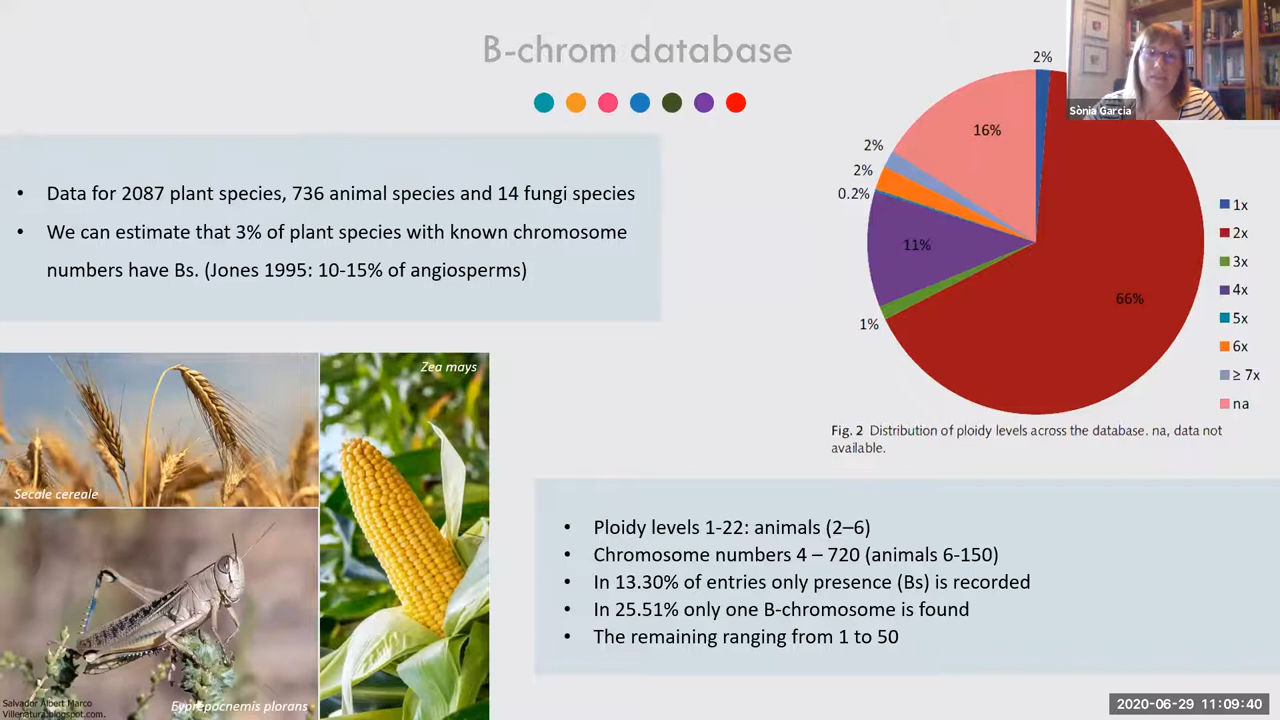 B-chrom database
Sònia Garcia
• Data for 2087 plant species, 736 animal species and 14 fungi species
• We can estimate that 3% of plant species with known chromosome
numbers have Bs. (Jones 1995: 10-15% of angiosperms)
2%
16%
2%
2%
0.2%
11%
1%
66%
1x
2x
3x
4x
5x
6x
≥ 7x
na
Fig. 2 Distribution of ploidy levels across the database. na, data not
available.
Zea mays
Secale cereale
Eyprepocnemis plorans
Salvador Albert Marco
Villenatura.blogspot.com.
• Ploidy levels 1-22: animals (2–6)
• Chromosome numbers 4 – 720 (animals 6-150)
• In 13.30% of entries only presence (Bs) is recorded
• In 25.51% only one B-chromosome is found
• The remaining ranging from 1 to 50
2020-06-29 11:09:40